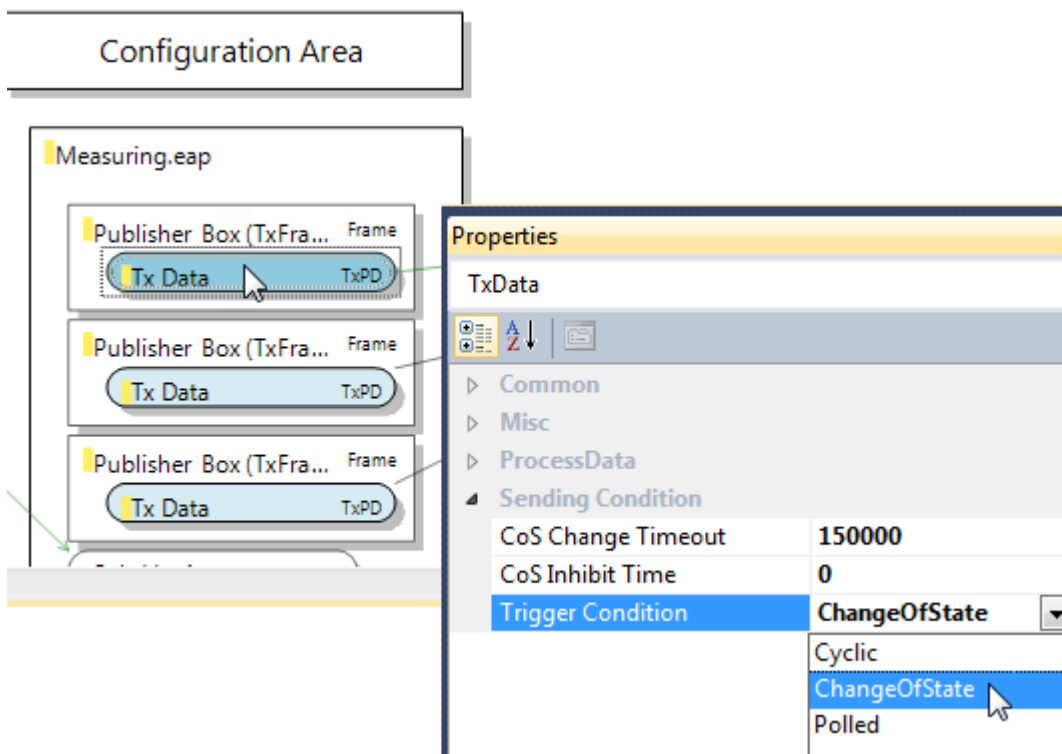 Configuration Area
Measuring.eap
Publisher Box (TxFra... Frame
Tx Data TxPD
Publisher Box (TxFra... Frame
Tx Data TxPD
Publisher Box (TxFra... Frame
Tx Data TxPD
Properties
TxData
A
Z
Common
Misc
ProcessData
Sending Condition
CoS Change Timeout 150000
CoS Inhibit Time 0
Trigger Condition ChangeOfState
Cyclic
ChangeOfState
Polled